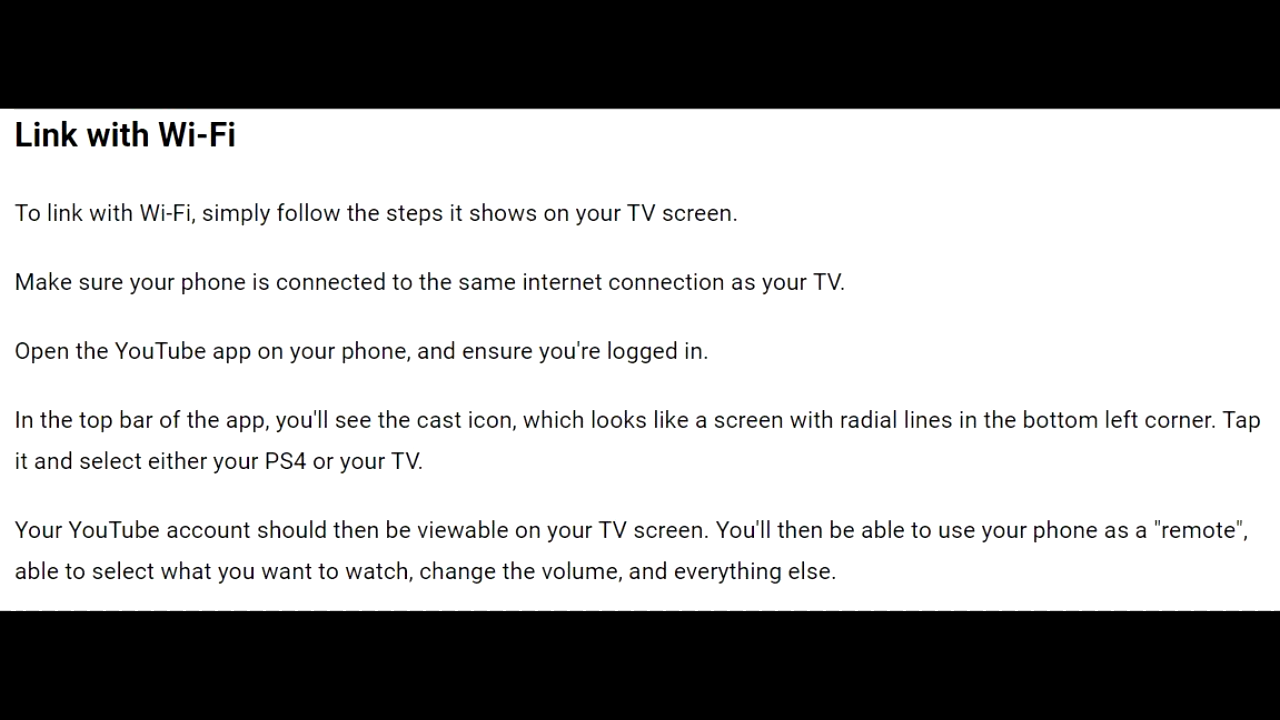 Link with Wi-Fi
To link with Wi-Fi, simply follow the steps it shows on your TV screen.
Make sure your phone is connected to the same internet connection as your TV.
Open the YouTube app on your phone, and ensure you're logged in.
In the top bar of the app, you'll see the cast icon, which looks like a screen with radial lines in the bottom left corner. Tap
it and select either your PS4 or your TV.
Your YouTube account should then be viewable on your TV screen. You'll then be able to use your phone as a "remote",
able to select what you want to watch, change the volume, and everything else.